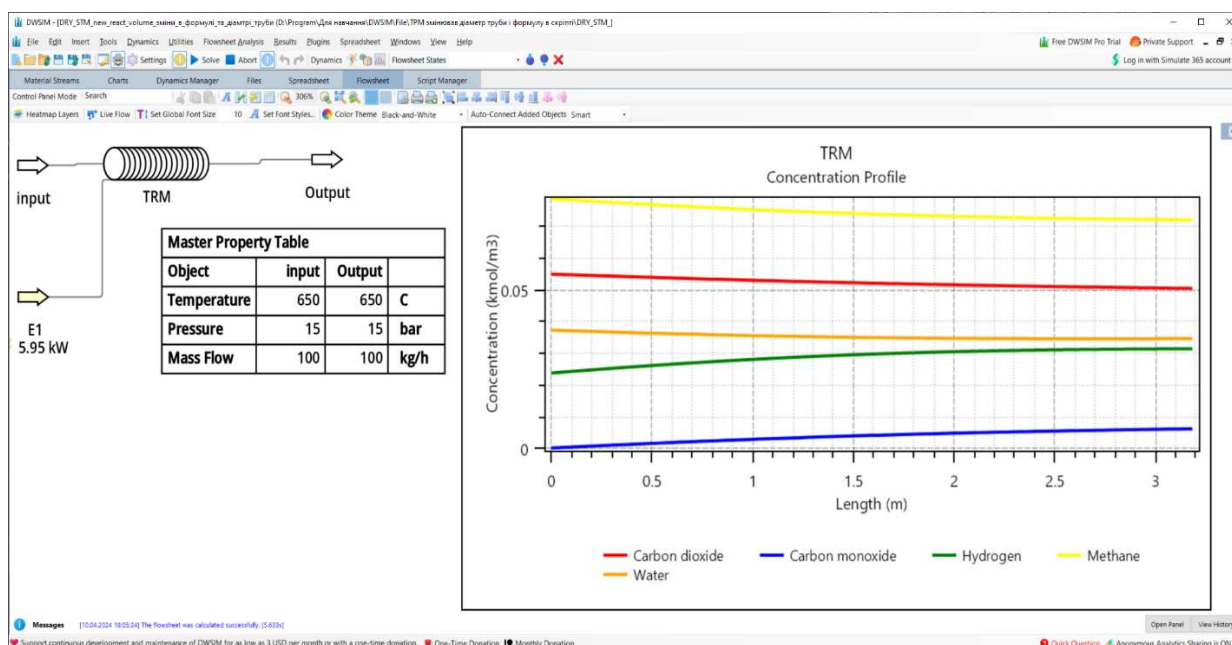 DWSIM - [DRY_STM_new_react_volume_зміни_в_формулі_та_діамтрі_труби (D:\Program\Для навчання\DWSIM\File\ТРМ змінював діаметр труби і формулу в скріпті\DRY_STM_]
File Edit Insert Tools Dynamics Utilities Flowsheet Analysis Results Plugins Spreadsheet Windows View Help
Free DWSIM Pro Trial Private Support
Settings Solve Abort Dynamics Flowsheet States
Log in with Simulate 365 account
Material Streams Charts Dynamics Manager Files Spreadsheet Flowsheet Script Manager
Control Panel Mode Search 306%
Heatmap Layers Live Flow Set Global Font Size 10 Set Font Styles... Color Theme Black-and-White Auto-Connect Added Objects Smart
input
TRM
Output
E1
5.95 kW
Master Property Table
Object input Output
Temperature 650 650 C
Pressure 15 15 bar
Mass Flow 100 100 kg/h
TRM
Concentration Profile
Concentration (kmol/m3)
0.05
0
0 0.5 1 1.5 2 2.5 3
Length (m)
Carbon dioxide Carbon monoxide Hydrogen Methane
Water
Messages [10.04.2024 18:05:24] The flowsheet was calculated successfully. [5.633s]
Open Panel View History
Support continuous development and maintenance of DWSIM for as low as 3 USD per month or with a one-time donation. One-Time Donation Monthly Donation
Quick Question Anonymous Analytics Sharing is ON